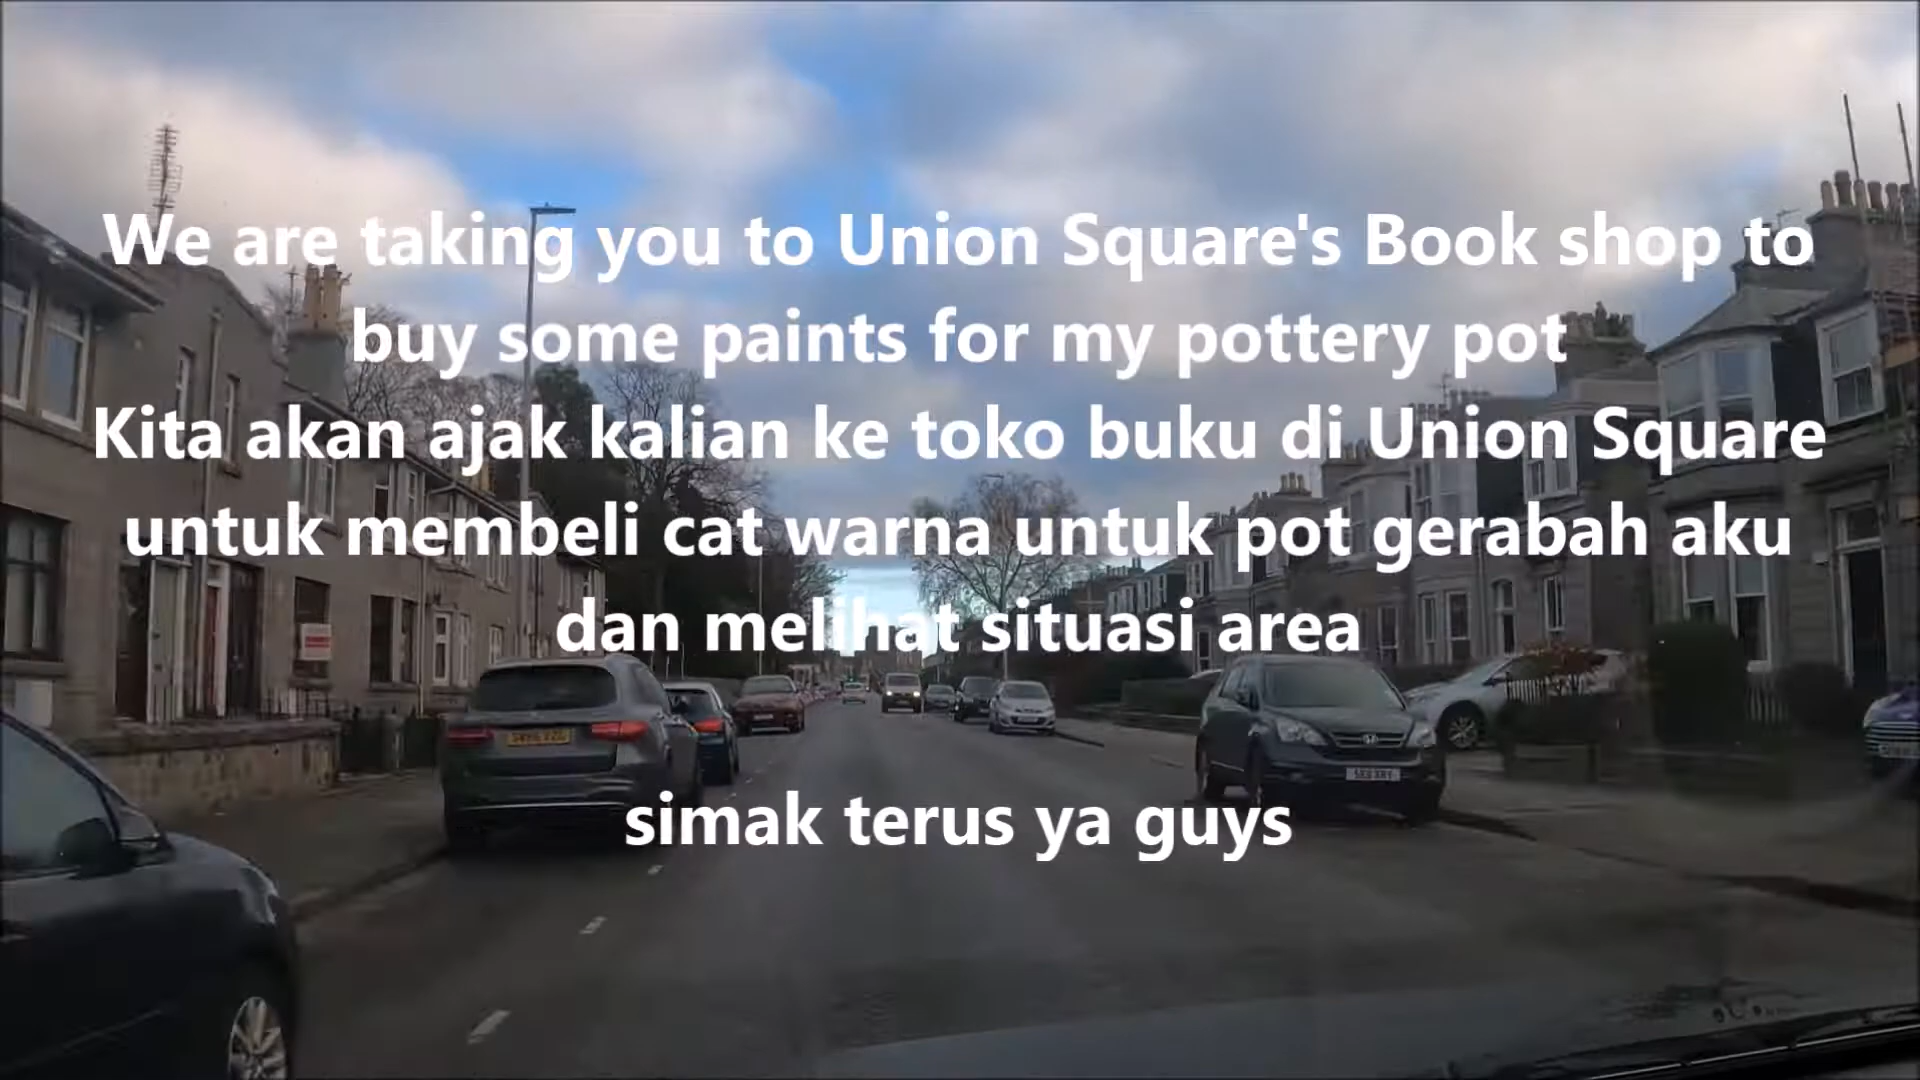 We are taking you to Union Square's Book shop to
buy some paints for my pottery pot
Kita akan ajak kalian ke toko buku di Union Square
untuk membeli cat warna untuk pot gerabah aku
dan melihat situasi area
simak terus ya guys